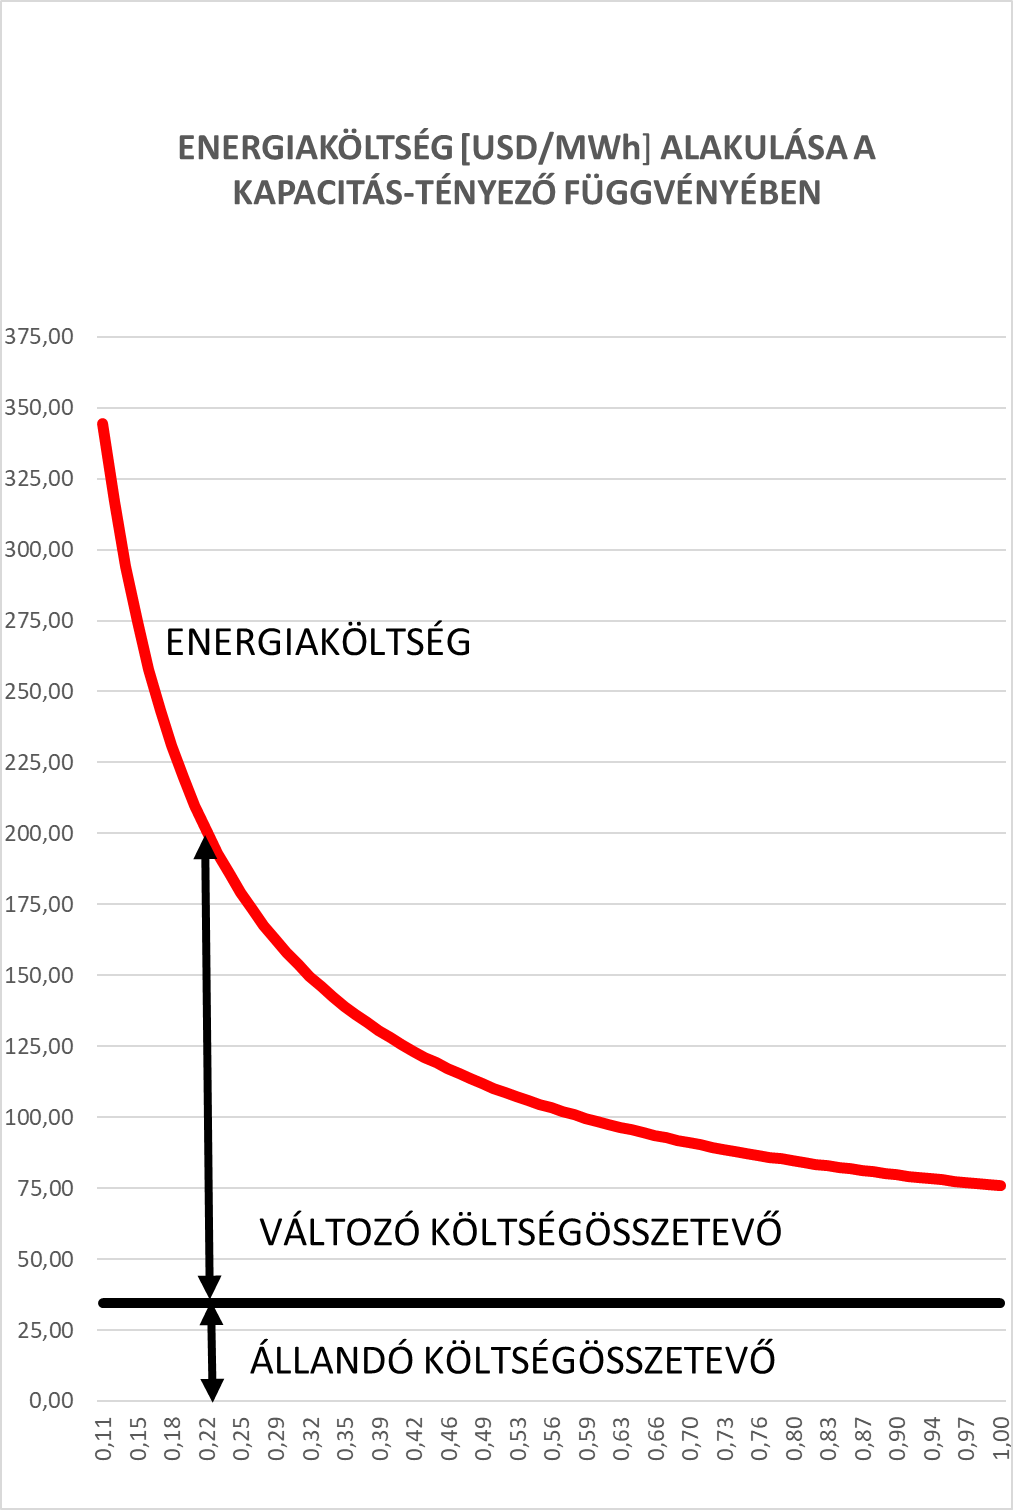 ENERGIAKÖLTSÉG [USD/MWh] ALAKULÁSA A
KAPACITÁS-TÉNYEZŐ FÜGGVÉNYÉBEN
375,00
350,00
325,00
300,00
275,00
ENERGIAKÖLTSÉG
250,00
225,00
200,00
175,00
150,00
125,00
100,00
75,00
VÁLTOZÓ KÖLTSÉGÖSSZETEVŐ
50,00
25,00
ÁLLANDÓ KÖLTSÉGÖSSZETEVŐ
0,00
0,11 0,15 0,18 0,22 0,25 0,29 0,32 0,35 0,39 0,42 0,46 0,49 0,53 0,56 0,59 0,63 0,66 0,70 0,73 0,76 0,80 0,83 0,87 0,90 0,94 0,97 1,00